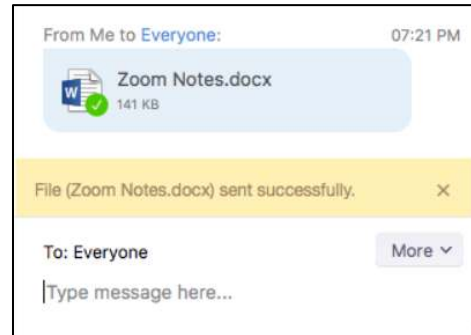 From Me to Everyone: 07:21 PM
W Zoom Notes.docx
141 KB
File (Zoom Notes.docx) sent successfully. ×
To: Everyone More
Type message here...